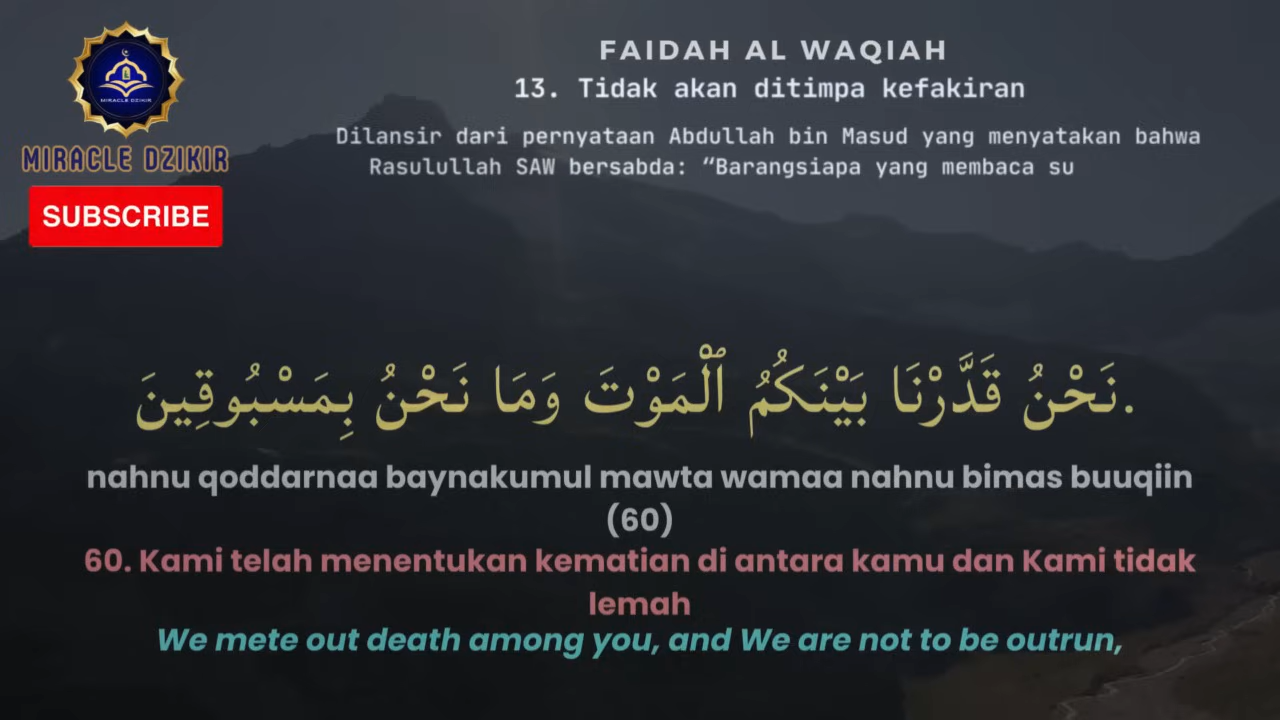 FAIDAH AL WAQIAH
13. Tidak akan ditimpa kefakiran
Dilansir dari pernyataan Abdullah bin Masud yang menyatakan bahwa
Rasulullah SAW bersabda: “Barangsiapa yang membaca su
MIRACLE DZIKIR
MIRACLE DZIKIR
SUBSCRIBE
نَحْنُ قَدَّرْنَا بَيْنَكُمُ ٱلْمَوْتَ وَمَا نَحْنُ بِمَسْبُوقِينَ.
nahnu qoddarnaa baynakumul mawta wamaa nahnu bimas buuqiin
(60)
60. Kami telah menentukan kematian di antara kamu dan Kami tidak
lemah
We mete out death among you, and We are not to be outrun,